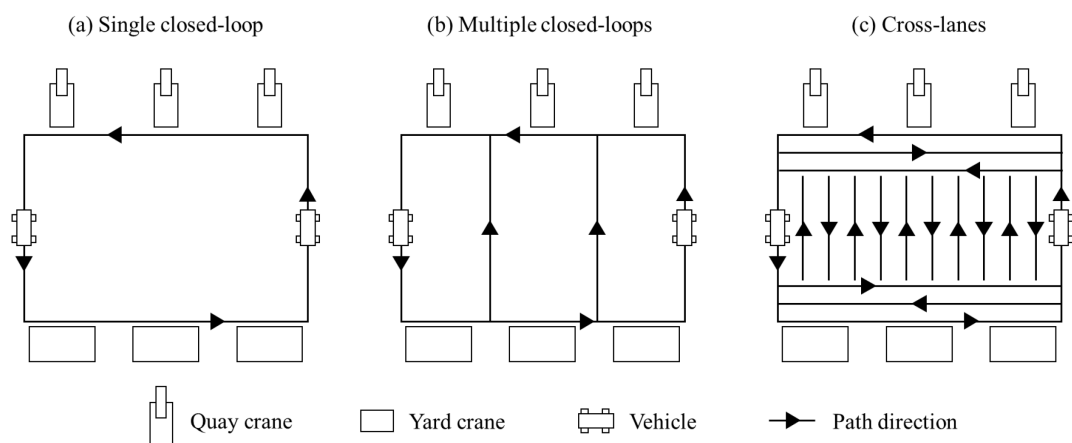 (a) Single closed-loop
(b) Multiple closed-loops
(c) Cross-lanes
Quay crane
Yard crane
Vehicle
Path direction